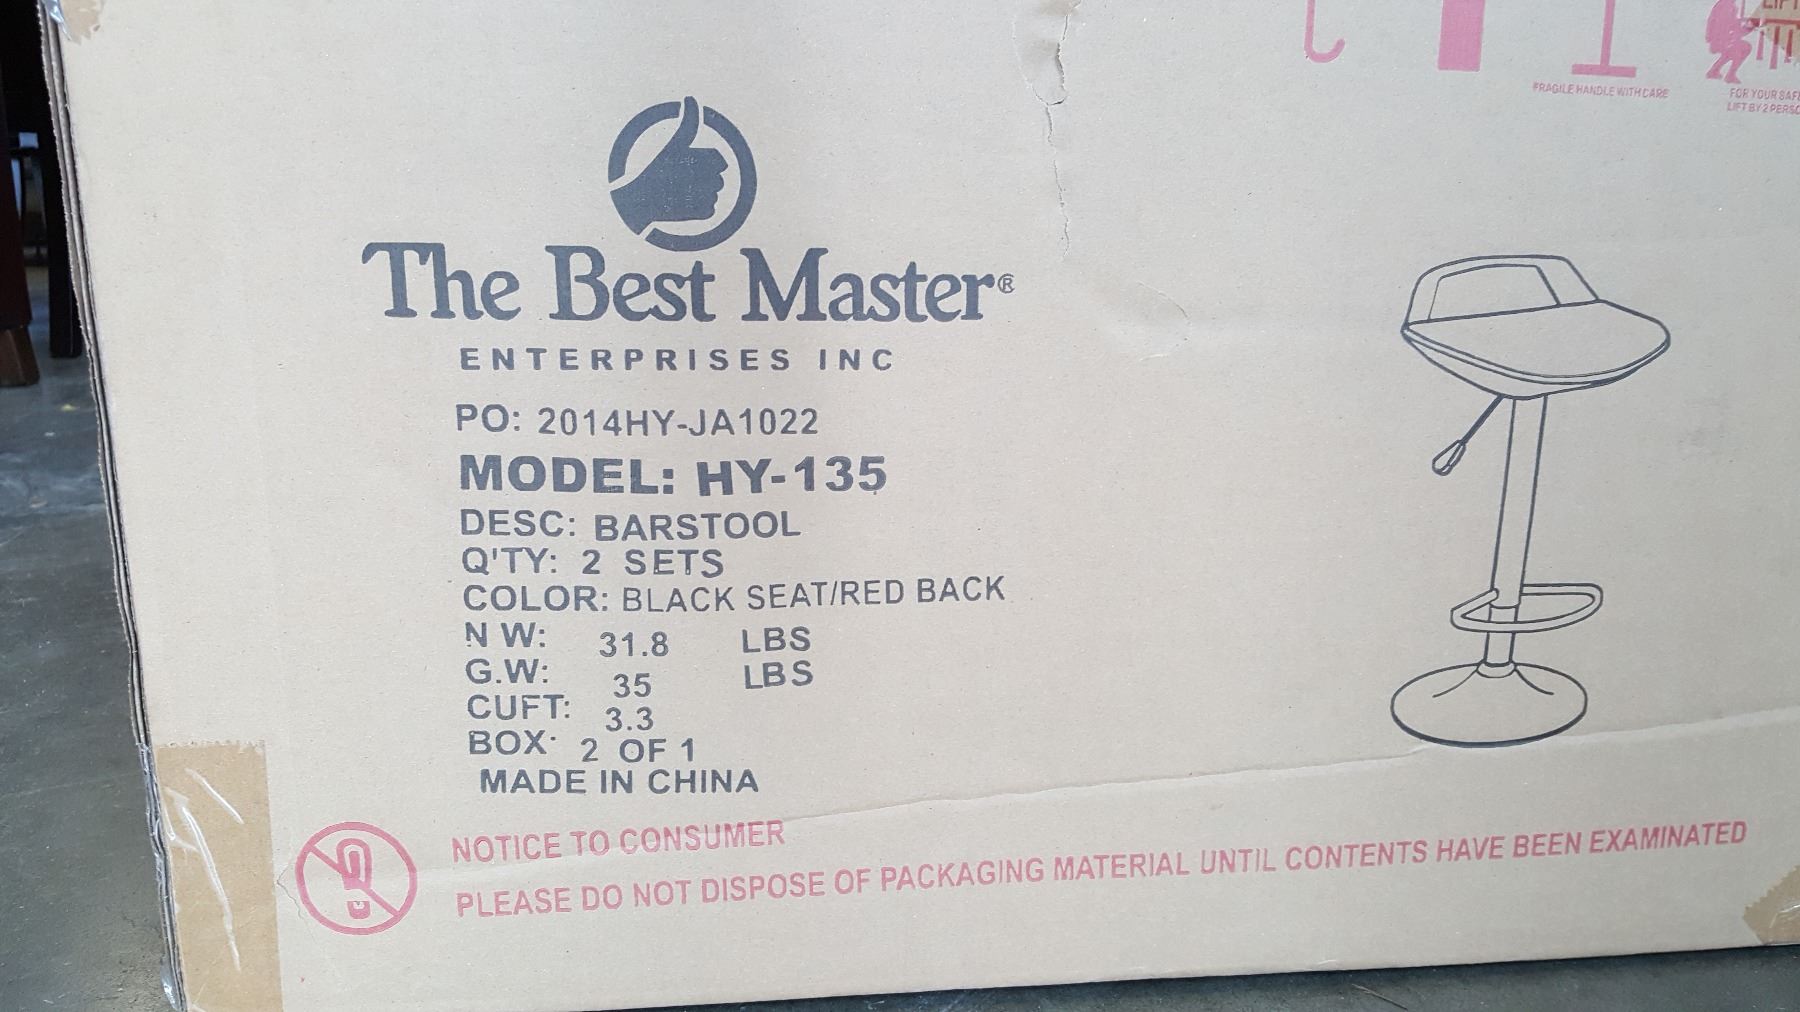 LIFT
FRAGILE HANDLE WITH CARE
FOR YOUR SAFE
LIFT BY 2 PERSO
The Best Master®
ENTERPRISES INC
PO: 2014HY-JA1022
MODEL: HY-135
DESC: BARSTOOL
Q'TY: 2 SETS
COLOR: BLACK SEAT/RED BACK
N W: 31.8 LBS
G.W: 35 LBS
CUFT: 3.3
BOX: 2 OF 1
MADE IN CHINA
NOTICE TO CONSUMER
PLEASE DO NOT DISPOSE OF PACKAGING MATERIAL UNTIL CONTENTS HAVE BEEN EXAMINATED